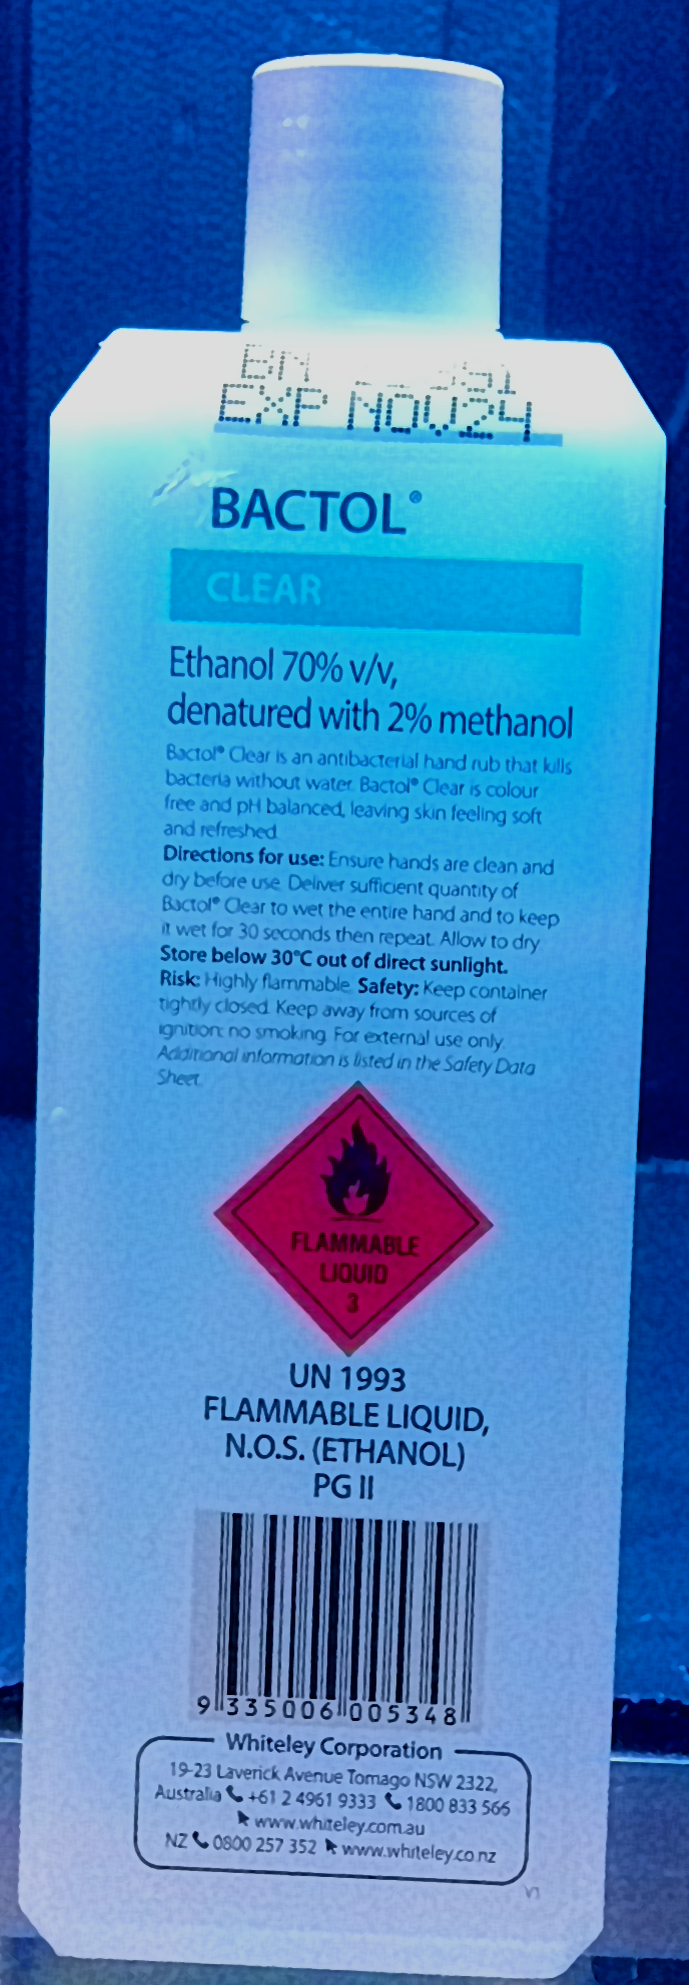 BN 391
EXP NOV24
BACTOL®
CLEAR
Ethanol 70% v/v,
denatured with 2% methanol
Bactol® Clear is an antibacterial hand rub that kills
bacteria without water. Bactol® Clear is colour
free and pH balanced, leaving skin feeling soft
and refreshed.
Directions for use: Ensure hands are clean and
dry before use. Deliver sufficient quantity of
Bactol® Clear to wet the entire hand and to keep
it wet for 30 seconds then repeat. Allow to dry.
Store below 30°C out of direct sunlight.
Risk: Highly flammable. Safety: Keep container
tightly closed. Keep away from sources of
ignition: no smoking. For external use only.
Additional information is listed in the Safety Data
Sheet.
FLAMMABLE
LIQUID
3
UN 1993
FLAMMABLE LIQUID,
N.O.S. (ETHANOL)
PG II
9 335006 005348
Whiteley Corporation
19-23 Laverick Avenue Tomago NSW 2322,
Australia +61 2 4961 9333 1800 833 566
www.whiteley.com.au
NZ 0800 257 352 www.whiteley.co.nz
V1